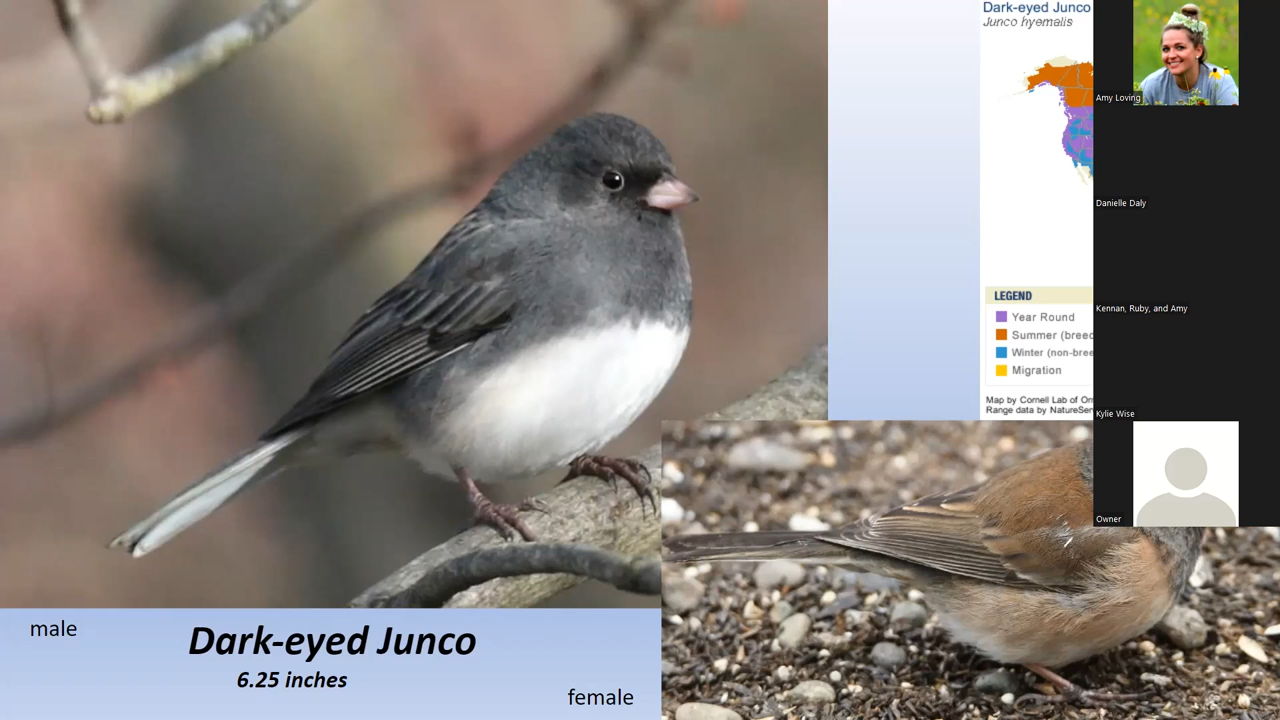 Dark-eyed Junco
Junco hyemalis
LEGEND
Year Round
Summer (breed
Winter (non-bree
Migration
Map by Cornell Lab of Or
Range data by NatureSer
Amy Loving
Danielle Daly
Kennan, Ruby, and Amy
Kylie Wise
Owner
male
Dark-eyed Junco
6.25 inches
female